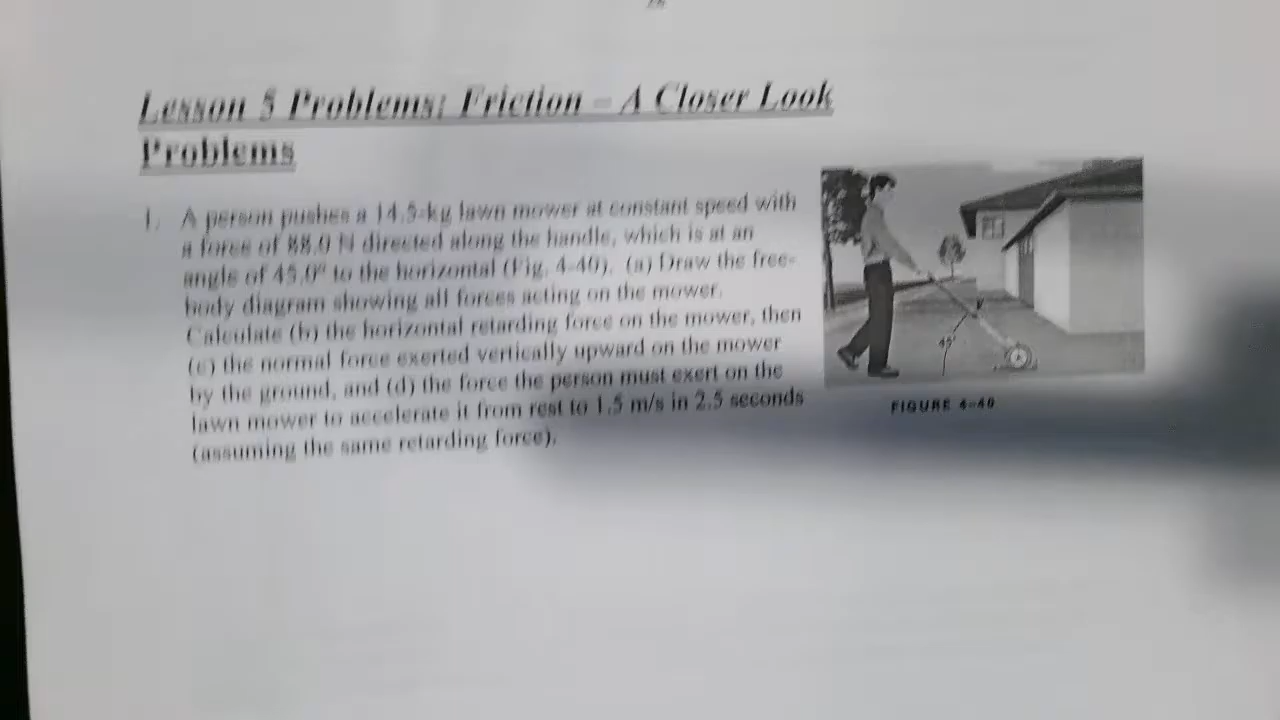 Lesson 5 Problems: Friction – A Closer Look
Problems
1. A person pushes a 14.5-kg lawn mower at constant speed with
a force of 88.0 N directed along the handle, which is at an
angle of 45.0° to the horizontal (Fig. 4-40). (a) Draw the free-
body diagram showing all forces acting on the mower.
Calculate (b) the horizontal retarding force on the mower, then
(c) the normal force exerted vertically upward on the mower
by the ground, and (d) the force the person must exert on the
lawn mower to accelerate it from rest to 1.5 m/s in 2.5 seconds
(assuming the same retarding force).
45°
FIGURE 4-40